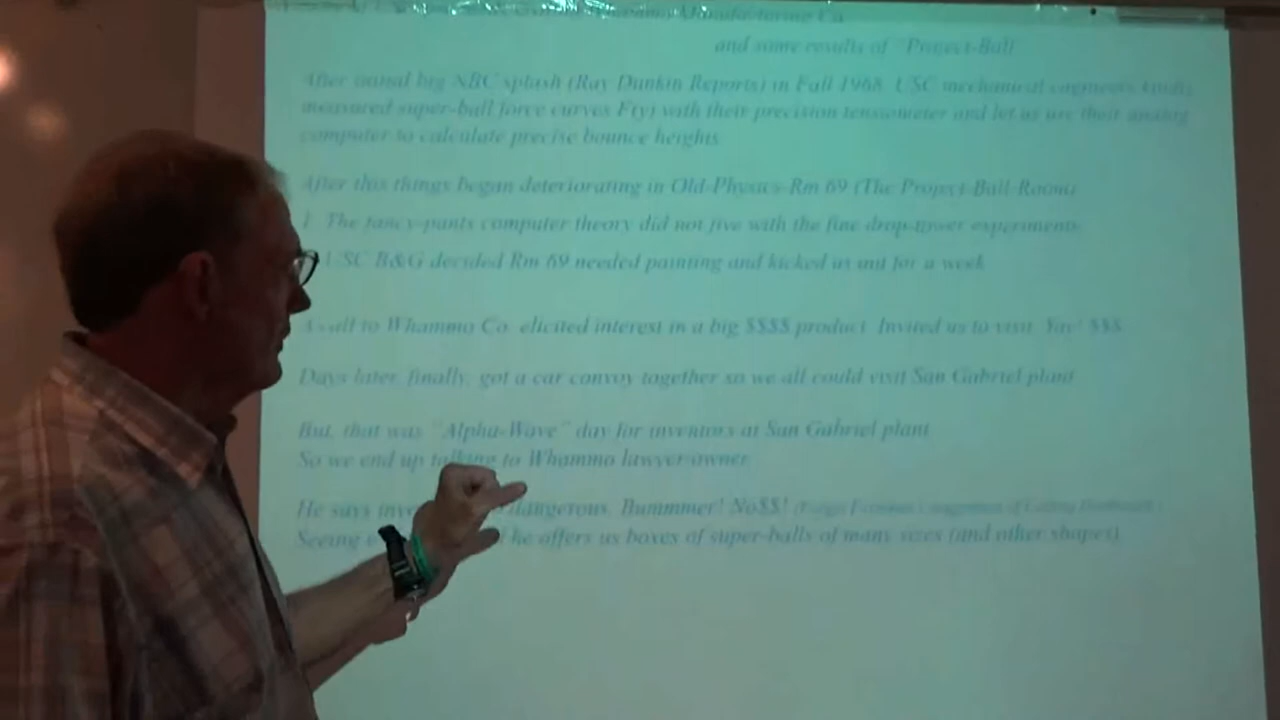 Manufacturing Co.
and some results of "Project-Ball"
After initial big NBC splash (Ray Dunkin Reports) in Fall 1968, USC mechanical engineers
measured super-ball force curves F(y) with their precision tensiometer and let us use their analog
computer to calculate precise bounce heights.
After this things began deteriorating in Old-Physics-Rm 69 (The Project-Ball-Room)
1. The fancy-pants computer theory did not jive with the fine drop-tower experiments.
USC B&G decided Rm 69 needed painting and kicked us out for a week.
A call to Whammo Co. elicited interest in a big $$$$ product. Invited us to visit. Yay! $$$
Days later, finally, got a car convoy together so we all could visit San Gabriel plant
But, that was "Alpha-Wave" day for inventors at San Gabriel plant
So we end up talking to Whammo lawyer-owner.
He says dangerous. Bummmer! No$$!
Seeing he offers us boxes of super-balls of many sizes (and other shapes)